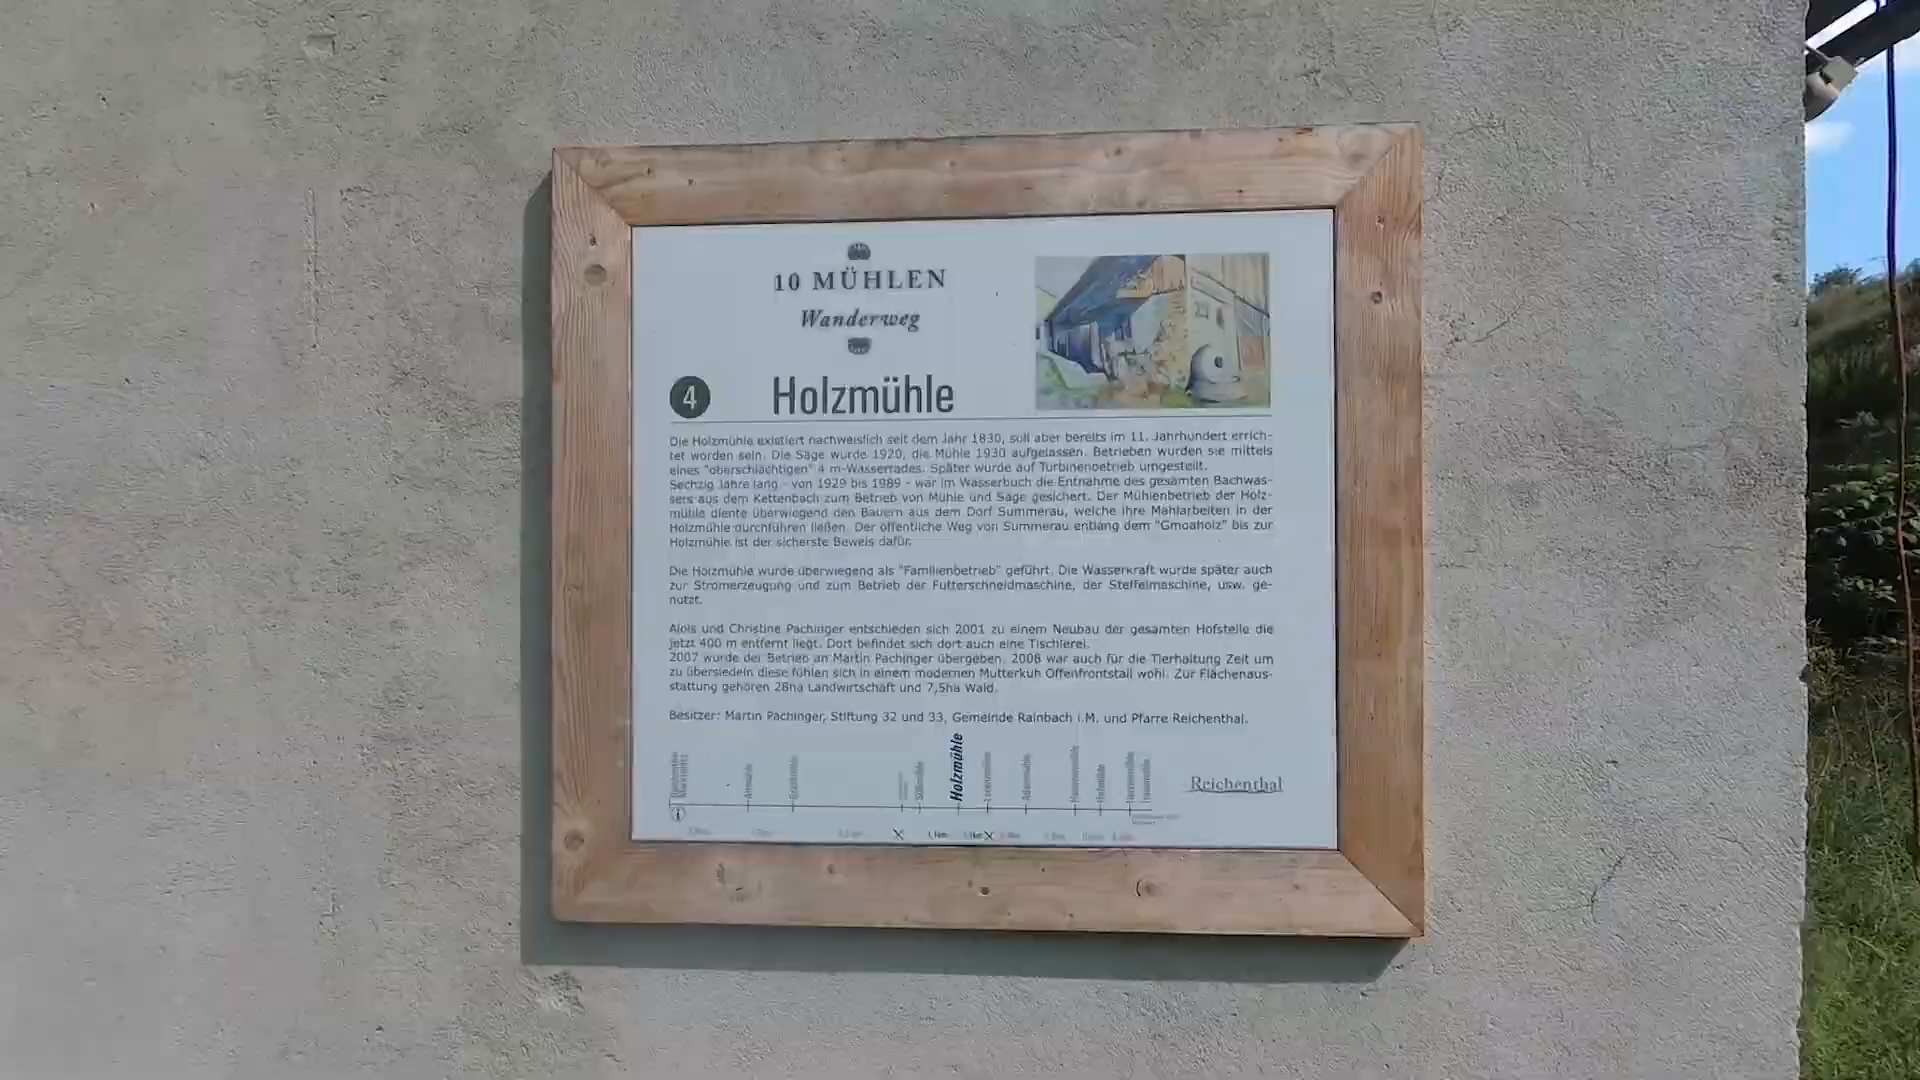 10 MÜHLEN
Wanderweg
4 Holzmühle
Die Holzmühle existiert nachweislich seit dem Jahr 1830, soll aber bereits im 11. Jahrhundert errich-
tet worden sein. Die Säge wurde 1920, die Mühle 1930 aufgelassen. Betrieben wurden sie mittels
eines "oberschlächtigen" 4 m-Wasserrades. Später wurde auf Turbinenbetrieb umgestellt.
Sechzig Jahre lang - von 1929 bis 1989 - war im Wasserbuch die Entnahme des gesamten Bachwas-
sers aus dem Kettenbach zum Betrieb von Mühle und Säge gesichert. Der Mühlenbetrieb der Holz-
mühle diente überwiegend den Bauern aus dem Dorf Summerau, welche ihre Mahlarbeiten in der
Holzmühle durchführen ließen. Der öffentliche Weg von Summerau entlang dem "Gmoaholz" bis zur
Holzmühle ist der sicherste Beweis dafür.
Die Holzmühle wurde überwiegend als "Familienbetrieb" geführt. Die Wasserkraft wurde später auch
zur Stromerzeugung und zum Betrieb der Futterschneidmaschine, der Steffelmaschine, usw. ge-
nutzt.
Alois und Christine Pachinger entschieden sich 2001 zu einem Neubau der gesamten Hofstelle die
jetzt 400 m entfernt liegt. Dort befindet sich dort auch eine Tischlerei.
2007 wurde der Betrieb an Martin Pachinger übergeben. 2008 war auch für die Tierhaltung Zeit um
zu übersiedeln diese fühlen sich in einem modernen Mutterkuh Offenfrontstall wohl. Zur Flächenaus-
stattung gehören 28ha Landwirtschaft und 7,5ha Wald.
Besitzer: Martin Pachinger, Stiftung 32 und 33, Gemeinde Rainbach i.M. und Pfarre Reichenthal.
Holzmühle
Reichenthal